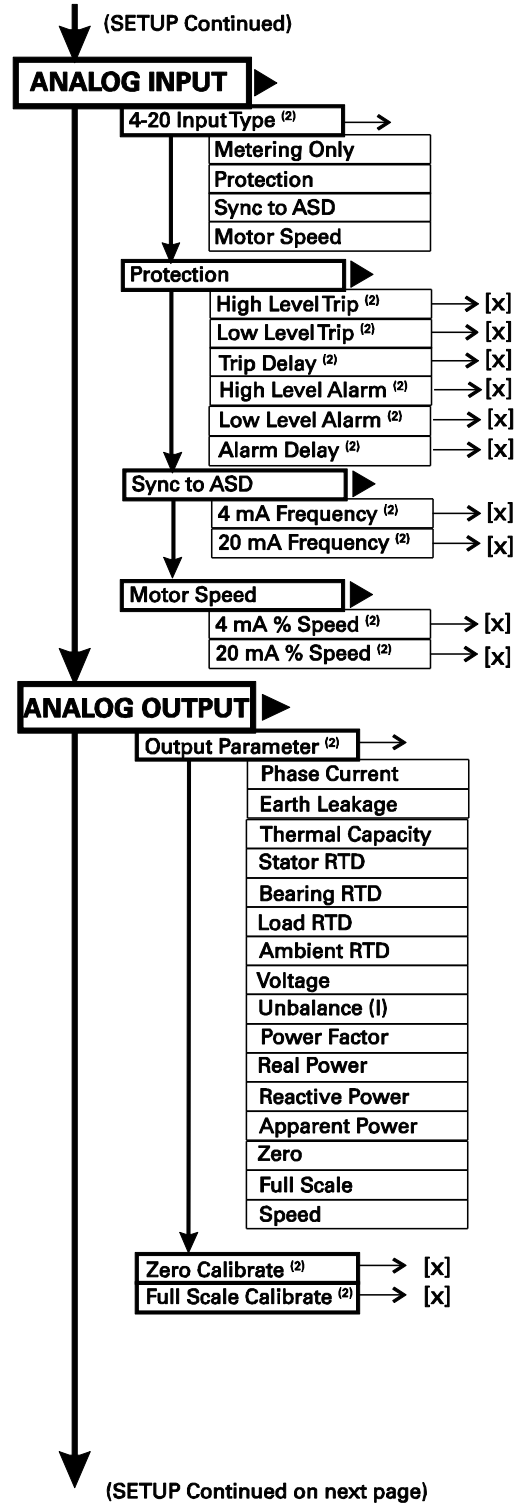 (SETUP Continued)
ANALOG INPUT
4-20 Input Type (2)
Metering Only
Protection
Sync to ASD
Motor Speed
Protection
High Level Trip (2) [x]
Low Level Trip (2) [x]
Trip Delay (2) [x]
High Level Alarm (2) [x]
Low Level Alarm (2) [x]
Alarm Delay (2) [x]
Sync to ASD
4 mA Frequency (2) [x]
20 mA Frequency (2) [x]
Motor Speed
4 mA % Speed (2) [x]
20 mA % Speed (2) [x]
ANALOG OUTPUT
Output Parameter (2)
Phase Current
Earth Leakage
Thermal Capacity
Stator RTD
Bearing RTD
Load RTD
Ambient RTD
Voltage
Unbalance (I)
Power Factor
Real Power
Reactive Power
Apparent Power
Zero
Full Scale
Speed
Zero Calibrate (2) [x]
Full Scale Calibrate (2) [x]
(SETUP Continued on next page)